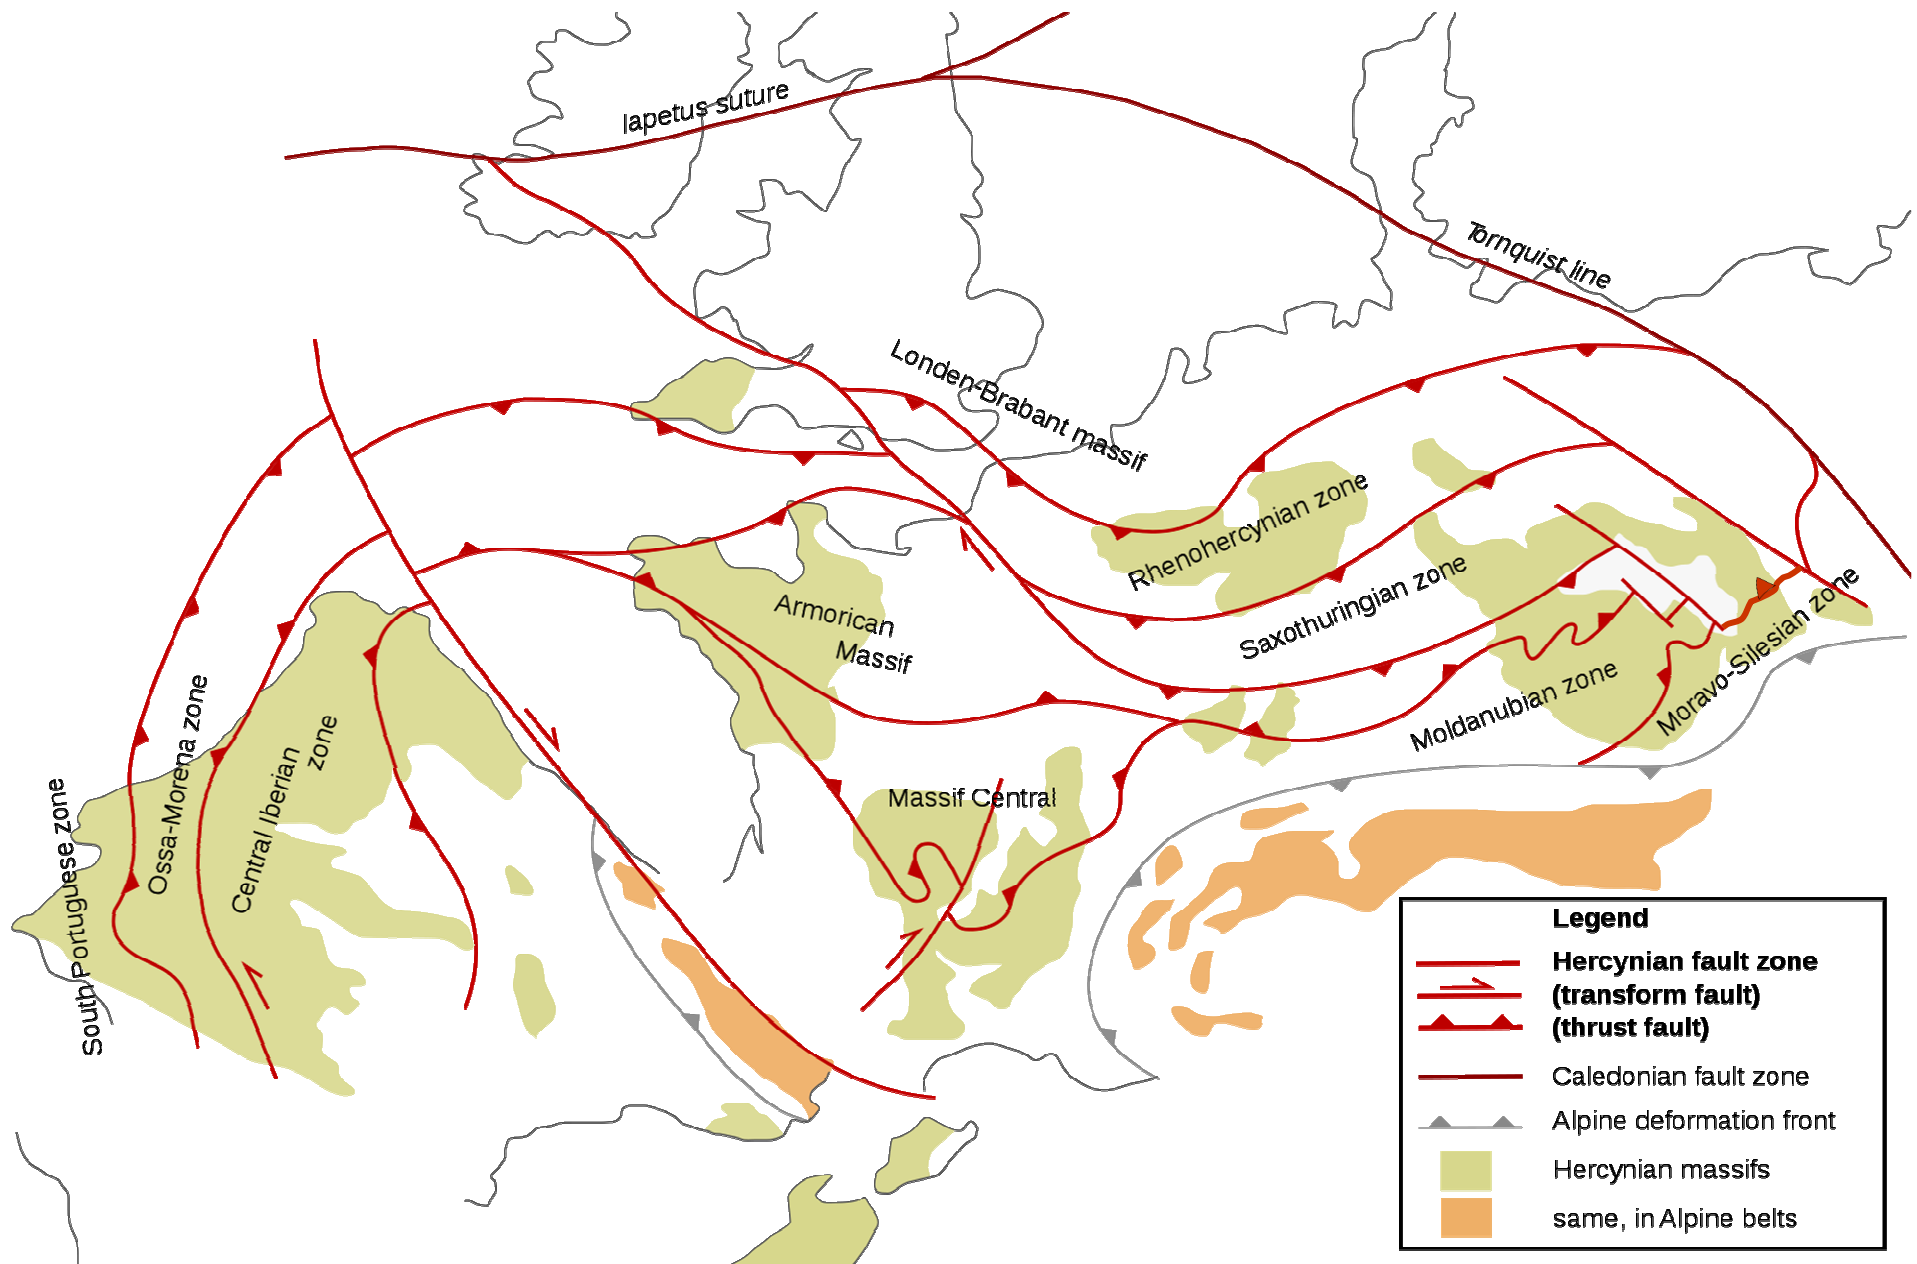 Iapetus suture
Tornquist line
Londen-Brabant massif
Rhenohercynian zone
Saxothuringian zone
Armorican
Massif
Moldanubian zone
Moravo-Silesian zone
Massif Central
South Portuguese zone
Ossa-Morena zone
Central Iberian
zone
Legend
Hercynian fault zone
(transform fault)
(thrust fault)
Caledonian fault zone
Alpine deformation front
Hercynian massifs
same, in Alpine belts